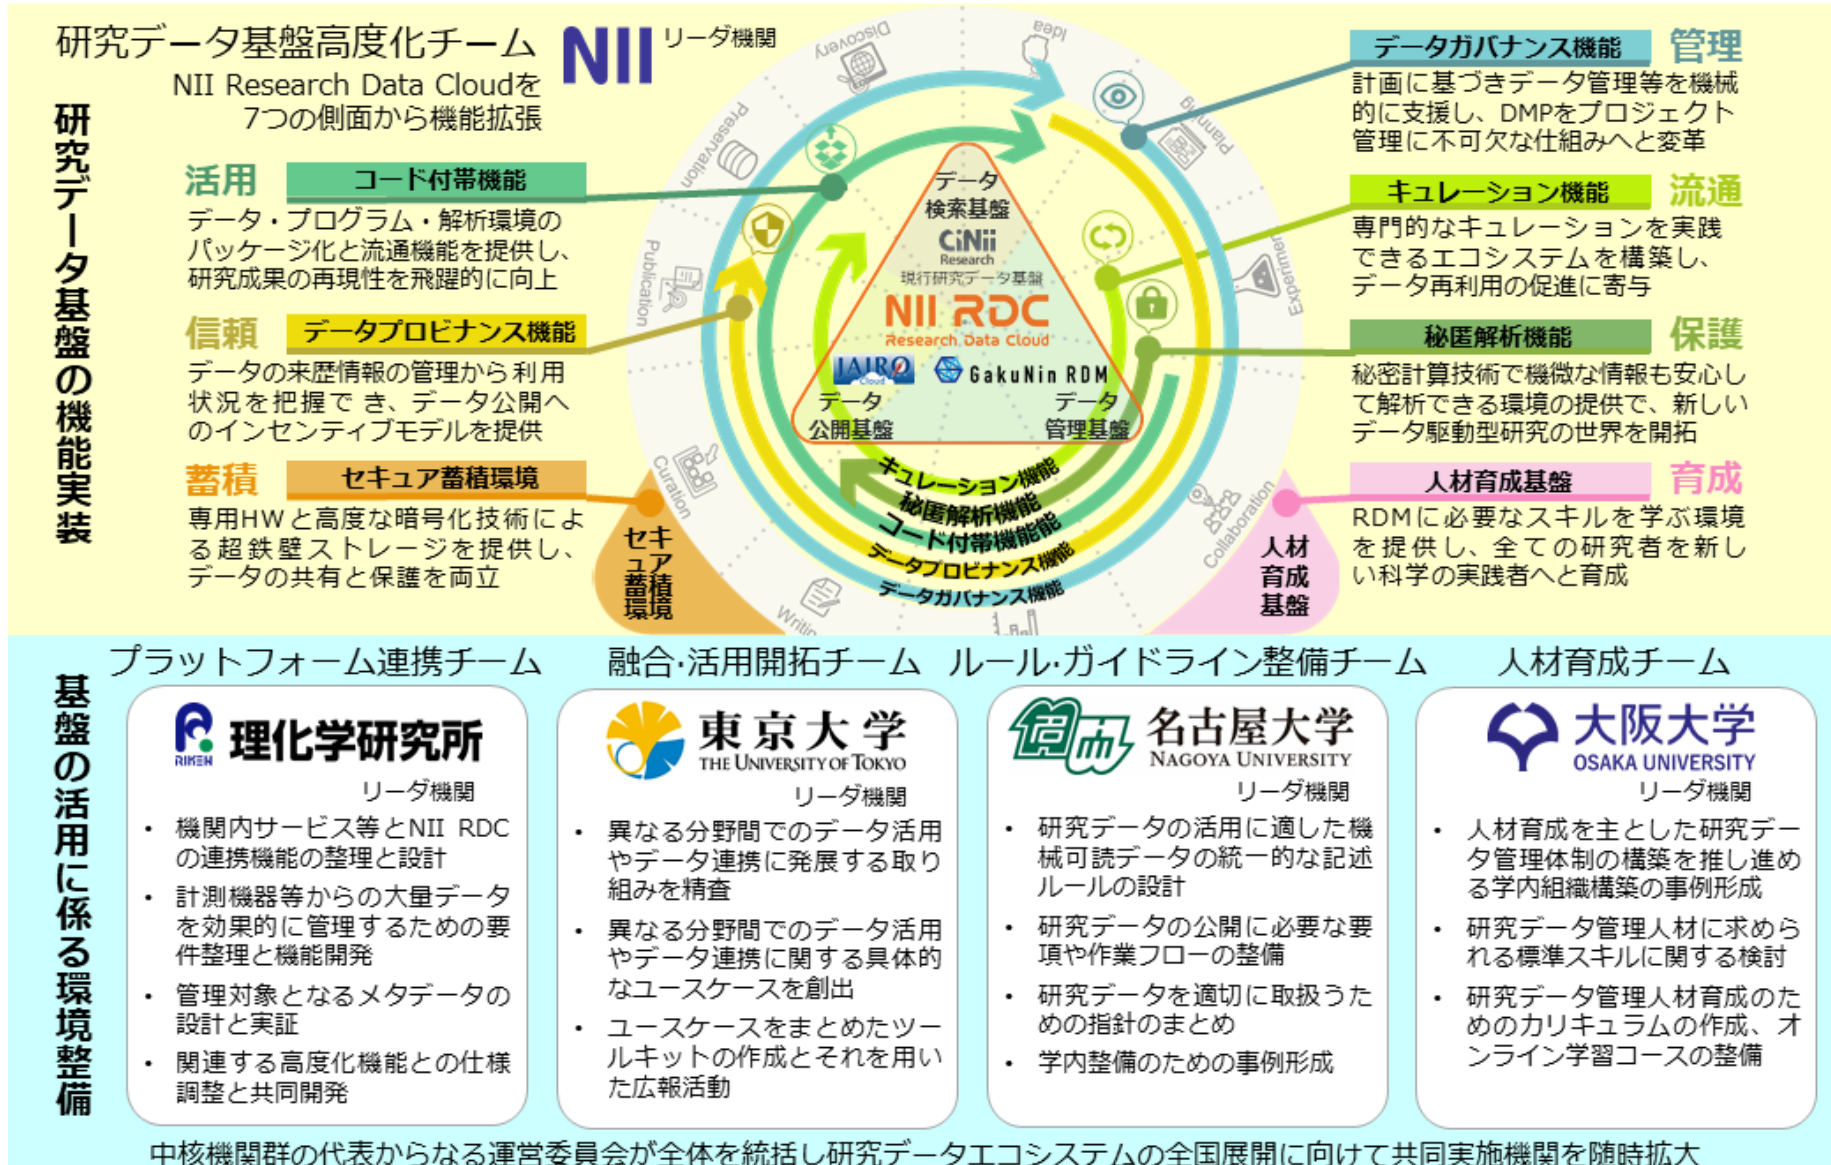 研究データ基盤の機能実装
研究データ基盤高度化チーム
NII
リーダ機関
NII Research Data Cloudを
7つの側面から機能拡張
活用
コード付帯機能
データ・プログラム・解析環境の
パッケージ化と流通機能を提供し、
研究成果の再現性を飛躍的に向上
信頼
データプロビナンス機能
データの来歴情報の管理から利用
状況を把握でき、データ公開へ
のインセンティブモデルを提供
蓄積
セキュア蓄積環境
専用HWと高度な暗号化技術によ
る超鉄壁ストレージを提供し、
データの共有と保護を両立
セキュア蓄積環境
Discovery
Idea
Planning
Experiment
Collaboration
Curation
Publication
Preservation
データ
検索基盤
CiNii
Research
現行研究データ基盤
NII RDC
Research Data Cloud
JAIRO
Cloud
GakuNin RDM
データ
公開基盤
データ
管理基盤
キュレーション機能
秘匿解析機能
コード付帯機能能
データプロビナンス機能
データガバナンス機能
データガバナンス機能
管理
計画に基づきデータ管理等を機械
的に支援し、DMPをプロジェクト
管理に不可欠な仕組みへと変革
キュレーション機能
流通
専門的なキュレーションを実践
できるエコシステムを構築し、
データ再利用の促進に寄与
秘匿解析機能
保護
秘密計算技術で機微な情報も安心し
て解析できる環境の提供で、新しい
データ駆動型研究の世界を開拓
人材育成基盤
育成
RDMに必要なスキルを学ぶ環境
を提供し、全ての研究者を新し
い科学の実践者へと育成
人材
育成
基盤
基盤の活用に係る環境整備
プラットフォーム連携チーム
RIKEN
理化学研究所
リーダ機関
• 機関内サービス等とNII RDC
の連携機能の整理と設計
• 計測機器等からの大量データ
を効果的に管理するための要
件整理と機能開発
• 管理対象となるメタデータの
設計と実証
• 関連する高度化機能との仕様
調整と共同開発
融合・活用開拓チーム
東京大学
THE UNIVERSITY OF TOKYO
リーダ機関
• 異なる分野間でのデータ活用
やデータ連携に発展する取り
組みを精査
• 異なる分野間でのデータ活用
やデータ連携に関する具体的
なユースケースを創出
• ユースケースをまとめたツー
ルキットの作成とそれを用い
た広報活動
ルール・ガイドライン整備チーム
名古屋大学
NAGOYA UNIVERSITY
リーダ機関
• 研究データの活用に適した機
械可読データの統一的な記述
ルールの設計
• 研究データの公開に必要な要
項や作業フローの整備
• 研究データを適切に取扱うた
めの指針のまとめ
• 学内整備のための事例形成
人材育成チーム
大阪大学
OSAKA UNIVERSITY
リーダ機関
• 人材育成を主とした研究デー
タ管理体制の構築を推し進め
る学内組織構築の事例形成
• 研究データ管理人材に求めら
れる標準スキルに関する検討
• 研究データ管理人材育成のた
めのカリキュラムの作成、オ
ンライン学習コースの整備
中核機関群の代表からなる運営委員会が全体を統括し研究データエコシステムの全国展開に向けて共同実施機関を随時拡大